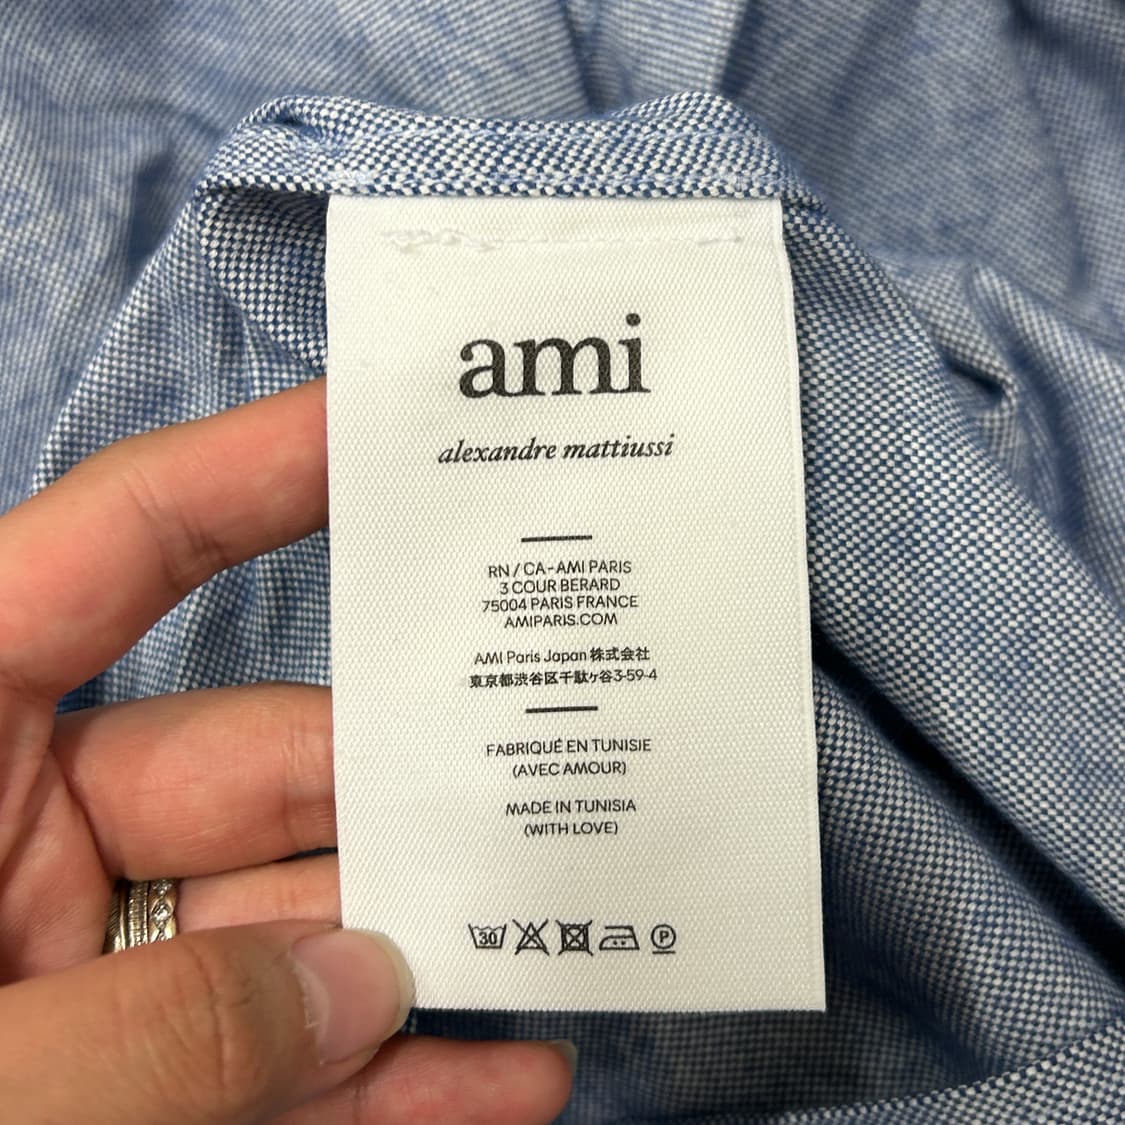 ami
alexandre mattiussi
RN / CA-AMI PARIS
3 COUR BERARD
75004 PARIS FRANCE
AMIPARIS.COM
AMI Paris Japan 株式会社
東京都渋谷区千駄ヶ谷3-59-4
FABRIQUÉ EN TUNISIE
(AVEC AMOUR)
MADE IN TUNISIA
(WITH LOVE)
30 P